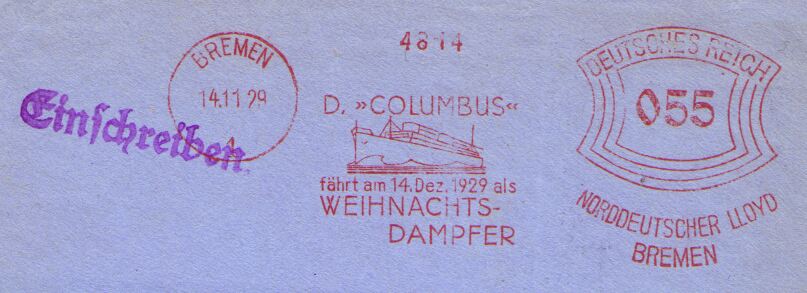 BREMEN
14.11 29
1
Einschreiben.
4814
D. »COLUMBUS«
fährt am 14. Dez. 1929 als
WEIHNACHTS-
DAMPFER
DEUTSCHES REICH
055
NORDDEUTSCHER LLOYD
BREMEN